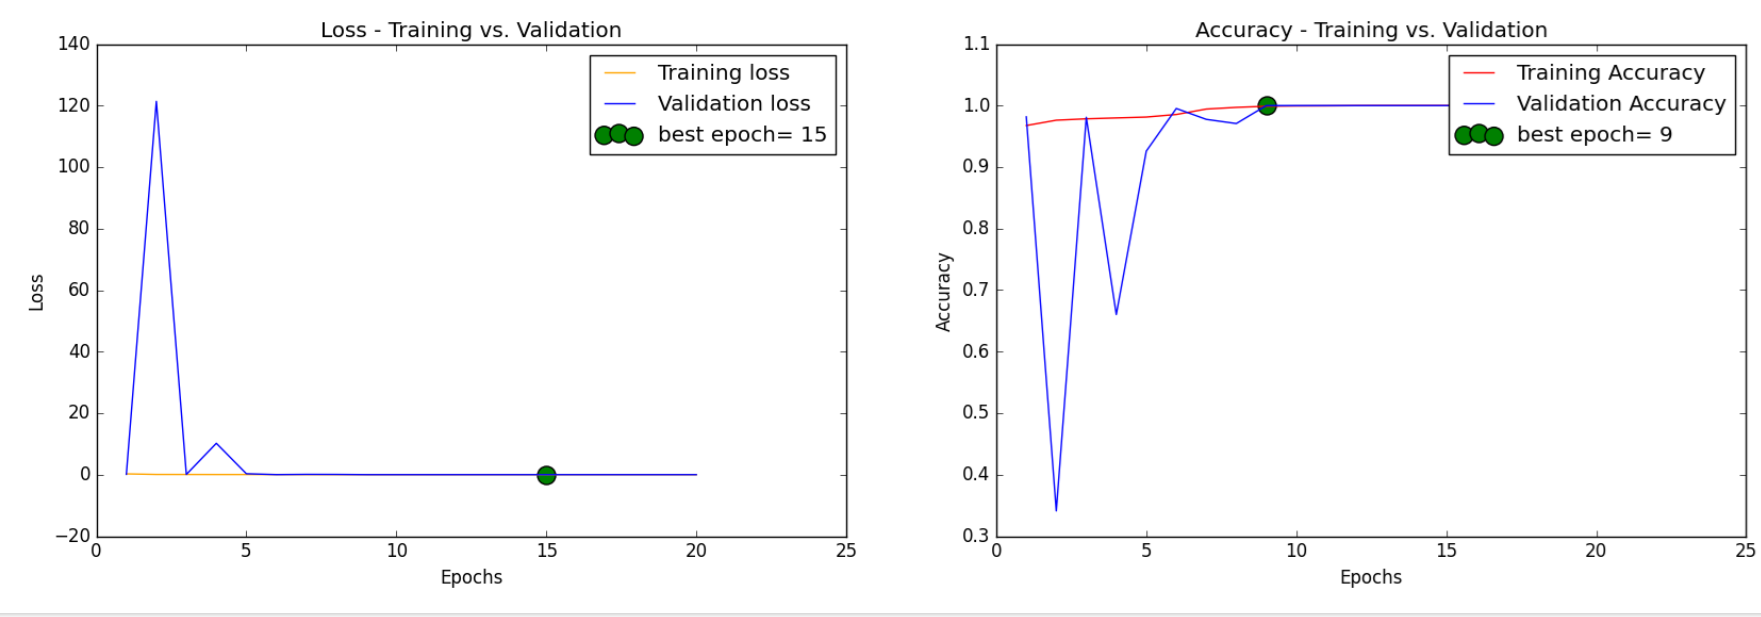 Loss - Training vs. Validation
140
120
100
80
60
40
20
0
−20
Loss
0 5 10 15 20 25
Epochs
Training loss
Validation loss
best epoch= 15
Accuracy - Training vs. Validation
1.1
1.0
0.9
0.8
0.7
0.6
0.5
0.4
0.3
Accuracy
0 5 10 15 20 25
Epochs
Training Accuracy
Validation Accuracy
best epoch= 9